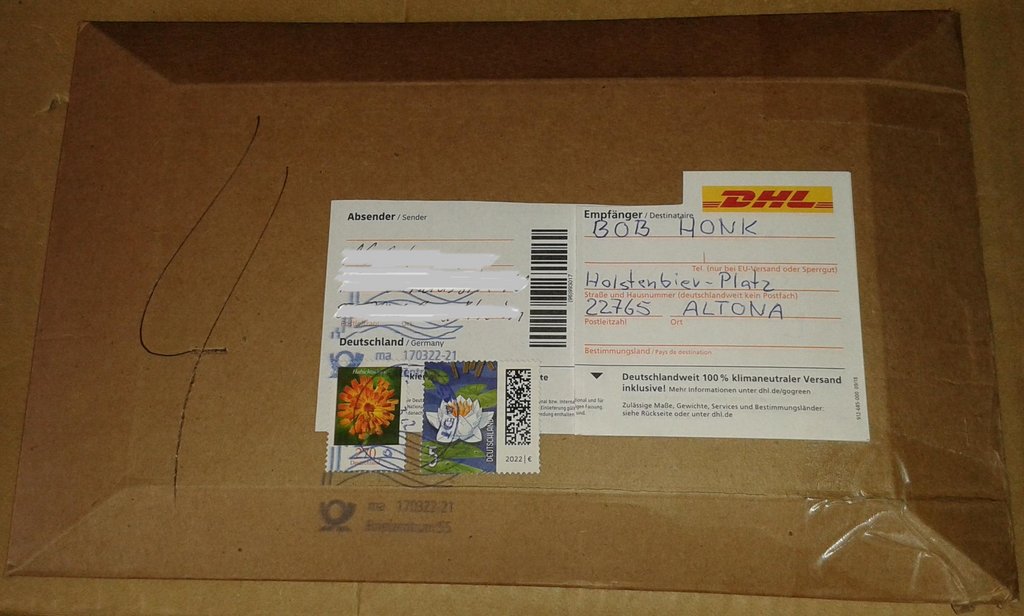 DHL
Absender / Sender
Deutschland / Germany
Empfänger / Destinataire
BOB HONK
Tel. (nur bei EU-Versand oder Sperrgut)
Holstenbier-Platz
Straße und Hausnummer (deutschlandweit kein Postfach)
22765 ALTONA
Postleitzahl Ort
Bestimmungsland / Pays de destination
Deutschlandweit 100 % klimaneutraler Versand
inklusive! Mehr Informationen unter dhl.de/gogreen
Zulässige Maße, Gewichte, Services und Bestimmungsländer:
siehe Rückseite oder unter dhl.de
ma 170322-21
270
DEUTSCHLAND
2022 | €
ma 170322-21